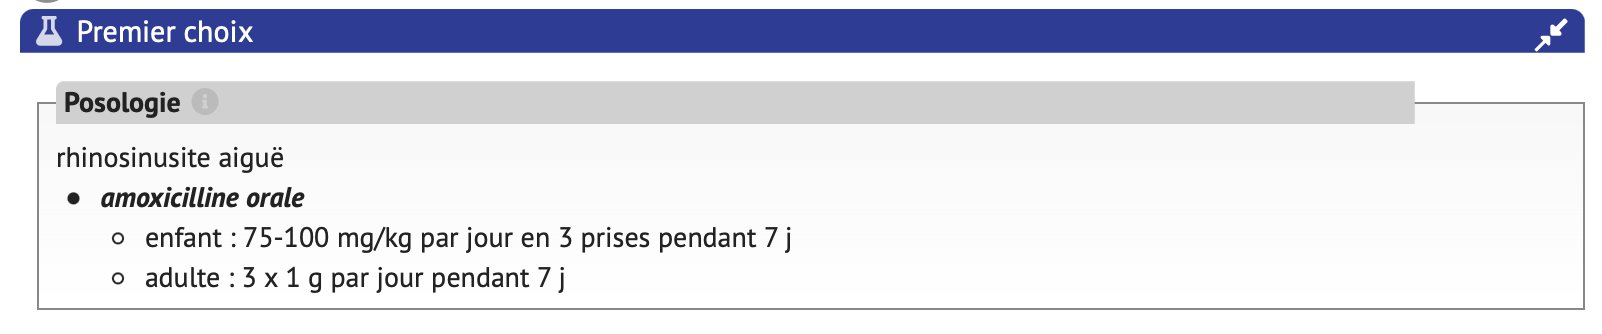 Premier choix
Posologie
rhinosinusite aiguë
● amoxicilline orale
○ enfant : 75-100 mg/kg par jour en 3 prises pendant 7 j
○ adulte : 3 x 1 g par jour pendant 7 j